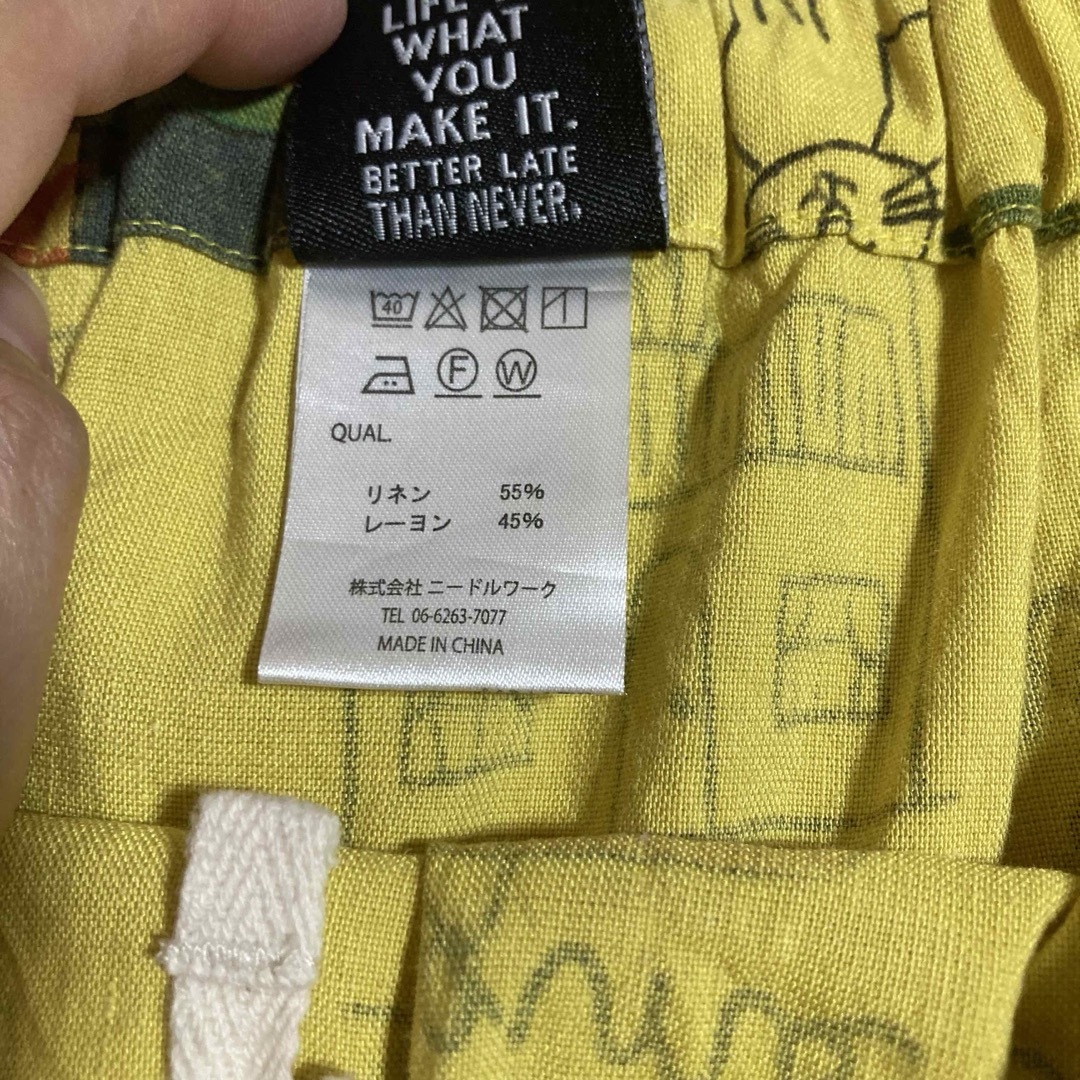 WHAT
YOU
MAKE IT.
BETTER LATE
THAN NEVER.
40
F W
QUAL.
リネン 55%
レーヨン 45%
株式会社 ニードルワーク
TEL 06-6263-7077
MADE IN CHINA